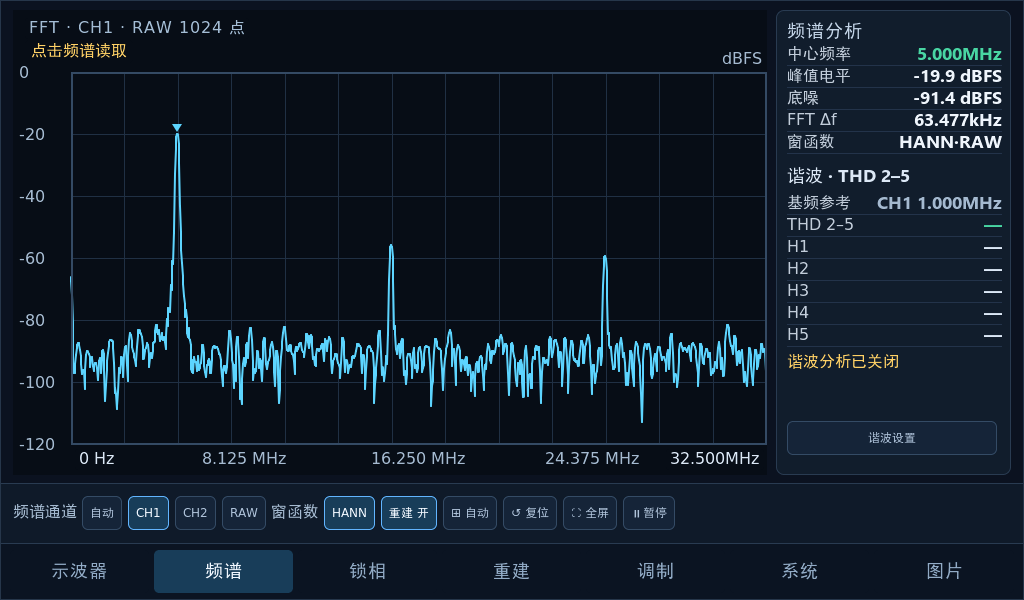 FFT · CH1 · RAW 1024 点
点击频谱读取
dBFS
0
-20
-40
-60
-80
-100
-120
0 Hz
8.125 MHz
16.250 MHz
24.375 MHz
32.500MHz
频谱分析
中心频率 5.000MHz
峰值电平 -19.9 dBFS
底噪 -91.4 dBFS
FFT Δf 63.477kHz
窗函数 HANN·RAW
谐波 · THD 2–5
基频参考 CH1 1.000MHz
THD 2–5 —
H1 —
H2 —
H3 —
H4 —
H5 —
谐波分析已关闭
谐波设置
频谱通道 自动 CH1 CH2 RAW 窗函数 HANN 重建 开 ⊞ 自动 ↺ 复位 ⛶ 全屏 ⏸暂停
示波器 频谱 锁相 重建 调制 系统 图片